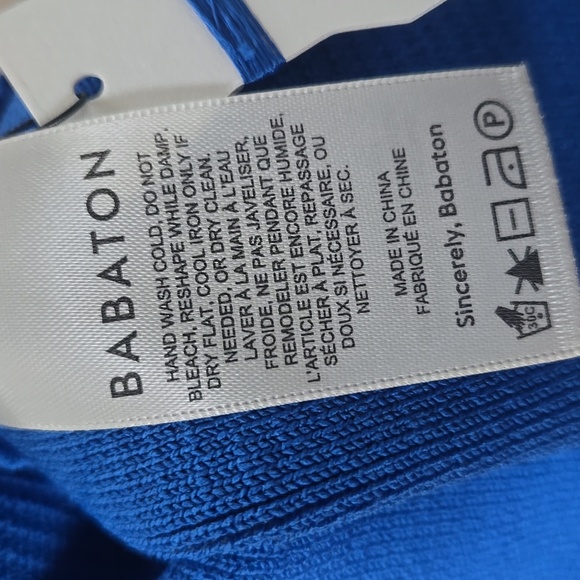 BABATON
HAND WASH COLD, DO NOT
BLEACH, RESHAPE WHILE DAMP,
DRY FLAT, COOL IRON ONLY IF
NEEDED, OR DRY CLEAN.
LAVER À LA MAIN À L'EAU
FROIDE, NE PAS JAVELISER,
REMODELER PENDANT QUE
L'ARTICLE EST ENCORE HUMIDE,
SÉCHER À PLAT, REPASSAGE
DOUX SI NÉCESSAIRE, OU
NETTOYER À SEC.
MADE IN CHINA
FABRIQUÉ EN CHINE
Sincerely, Babaton
30C P